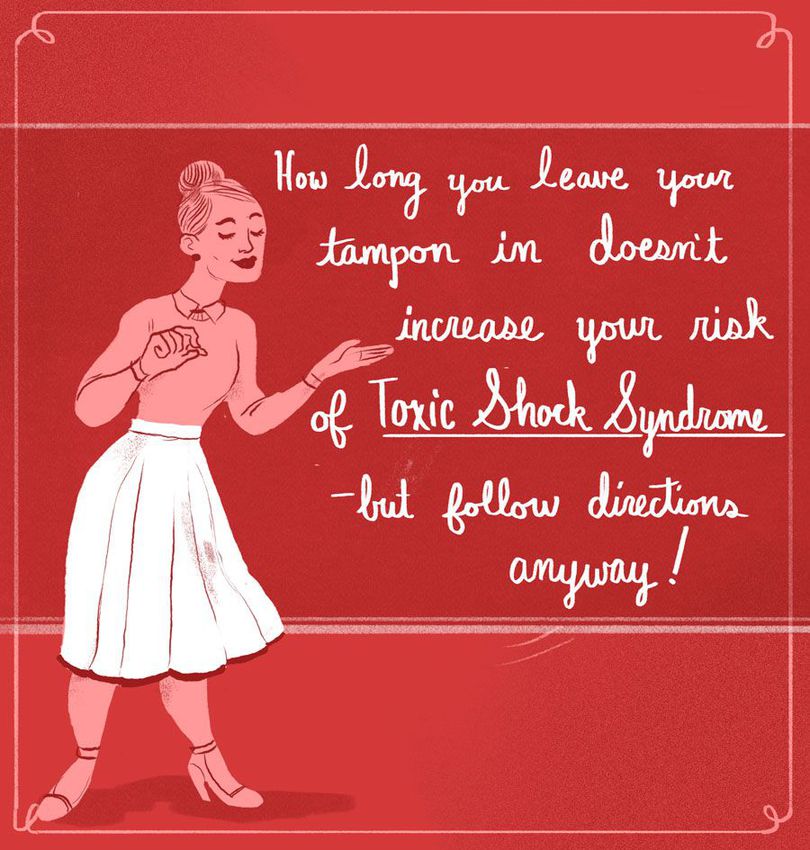 How long you leave your
tampon in doesn't
increase your risk
of Toxic Shock Syndrome
-but follow directions
anyway!